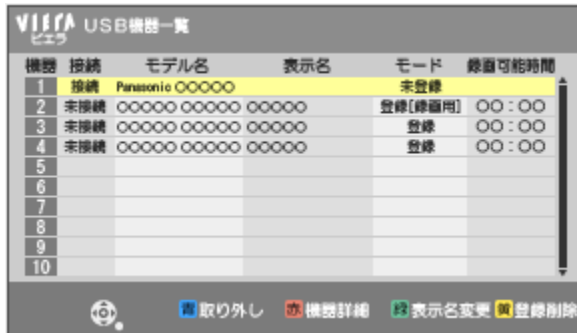 VIErA ビエラ USB機器一覧
機器 接続 モデル名 表示名 モード 録画可能時間
1 接続 Panasonic ○○○○○ 未登録
2 未接続 ○○○○○ ○○○○○ ○○○○○ 登録[録画用] ○○:○○
3 未接続 ○○○○○ ○○○○○ ○○○○○ 登録 ○○:○○
4 未接続 ○○○○○ ○○○○○ ○○○○○ 登録 ○○:○○
5
6
7
8
9
10
青 取り外し 赤 機器詳細 緑 表示名変更 黄 登録削除